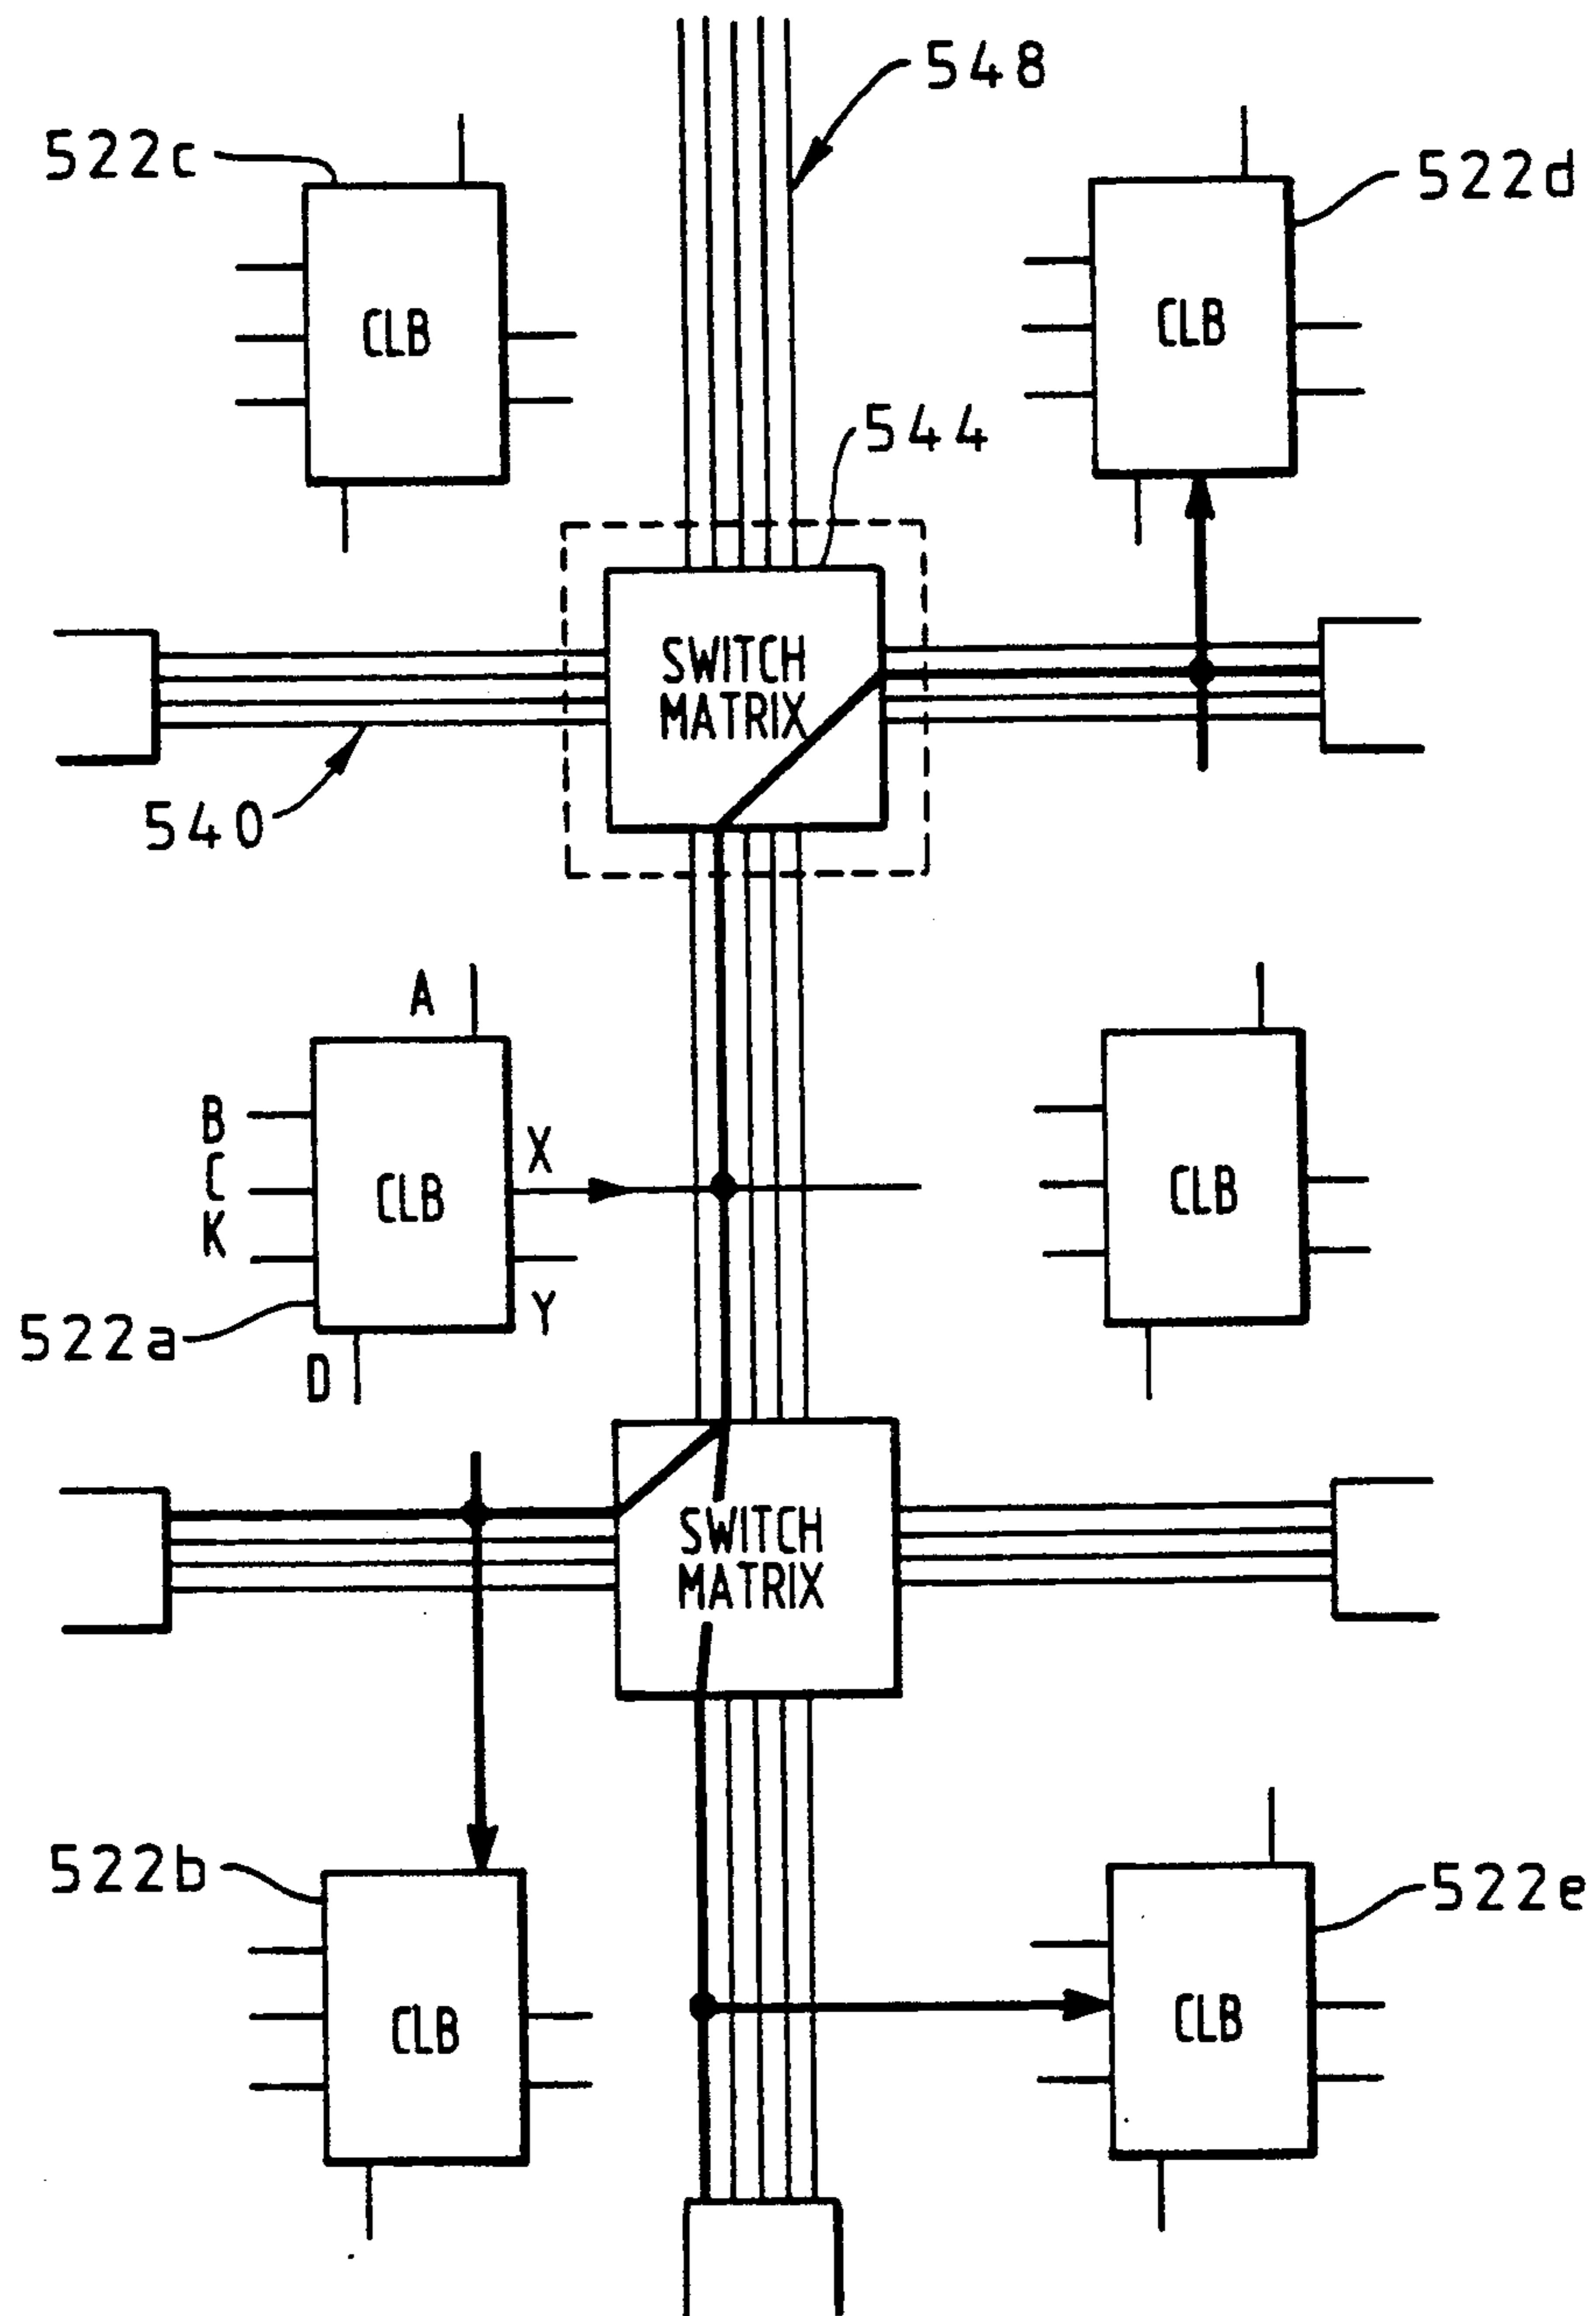 548
522c
522d
CLB
CLB
544
SWITCH
MATRIX
540
A
B
C
K
X
CLB
CLB
Y
522a
D
SWITCH
MATRIX
522b
522e
CLB
CLB